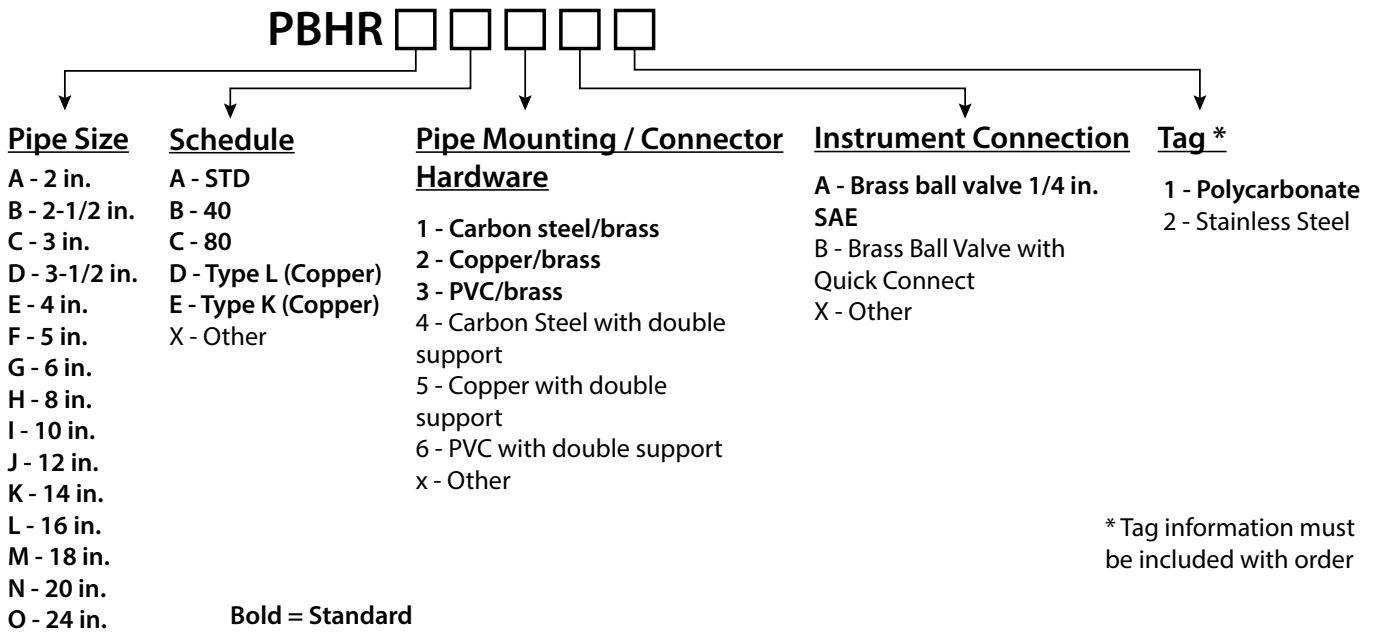 PBHR
Pipe Size
A - 2 in.
B - 2-1/2 in.
C - 3 in.
D - 3-1/2 in.
E - 4 in.
F - 5 in.
G - 6 in.
H - 8 in.
I - 10 in.
J - 12 in.
K - 14 in.
L - 16 in.
M - 18 in.
N - 20 in.
O - 24 in.
Schedule
A - STD
B - 40
C - 80
D - Type L (Copper)
E - Type K (Copper)
X - Other
Pipe Mounting / Connector
Hardware
1 - Carbon steel/brass
2 - Copper/brass
3 - PVC/brass
4 - Carbon Steel with double
support
5 - Copper with double
support
6 - PVC with double support
x - Other
Instrument Connection
A - Brass ball valve 1/4 in.
SAE
B - Brass Ball Valve with
Quick Connect
X - Other
Tag *
1 - Polycarbonate
2 - Stainless Steel
* Tag information must
be included with order
Bold = Standard